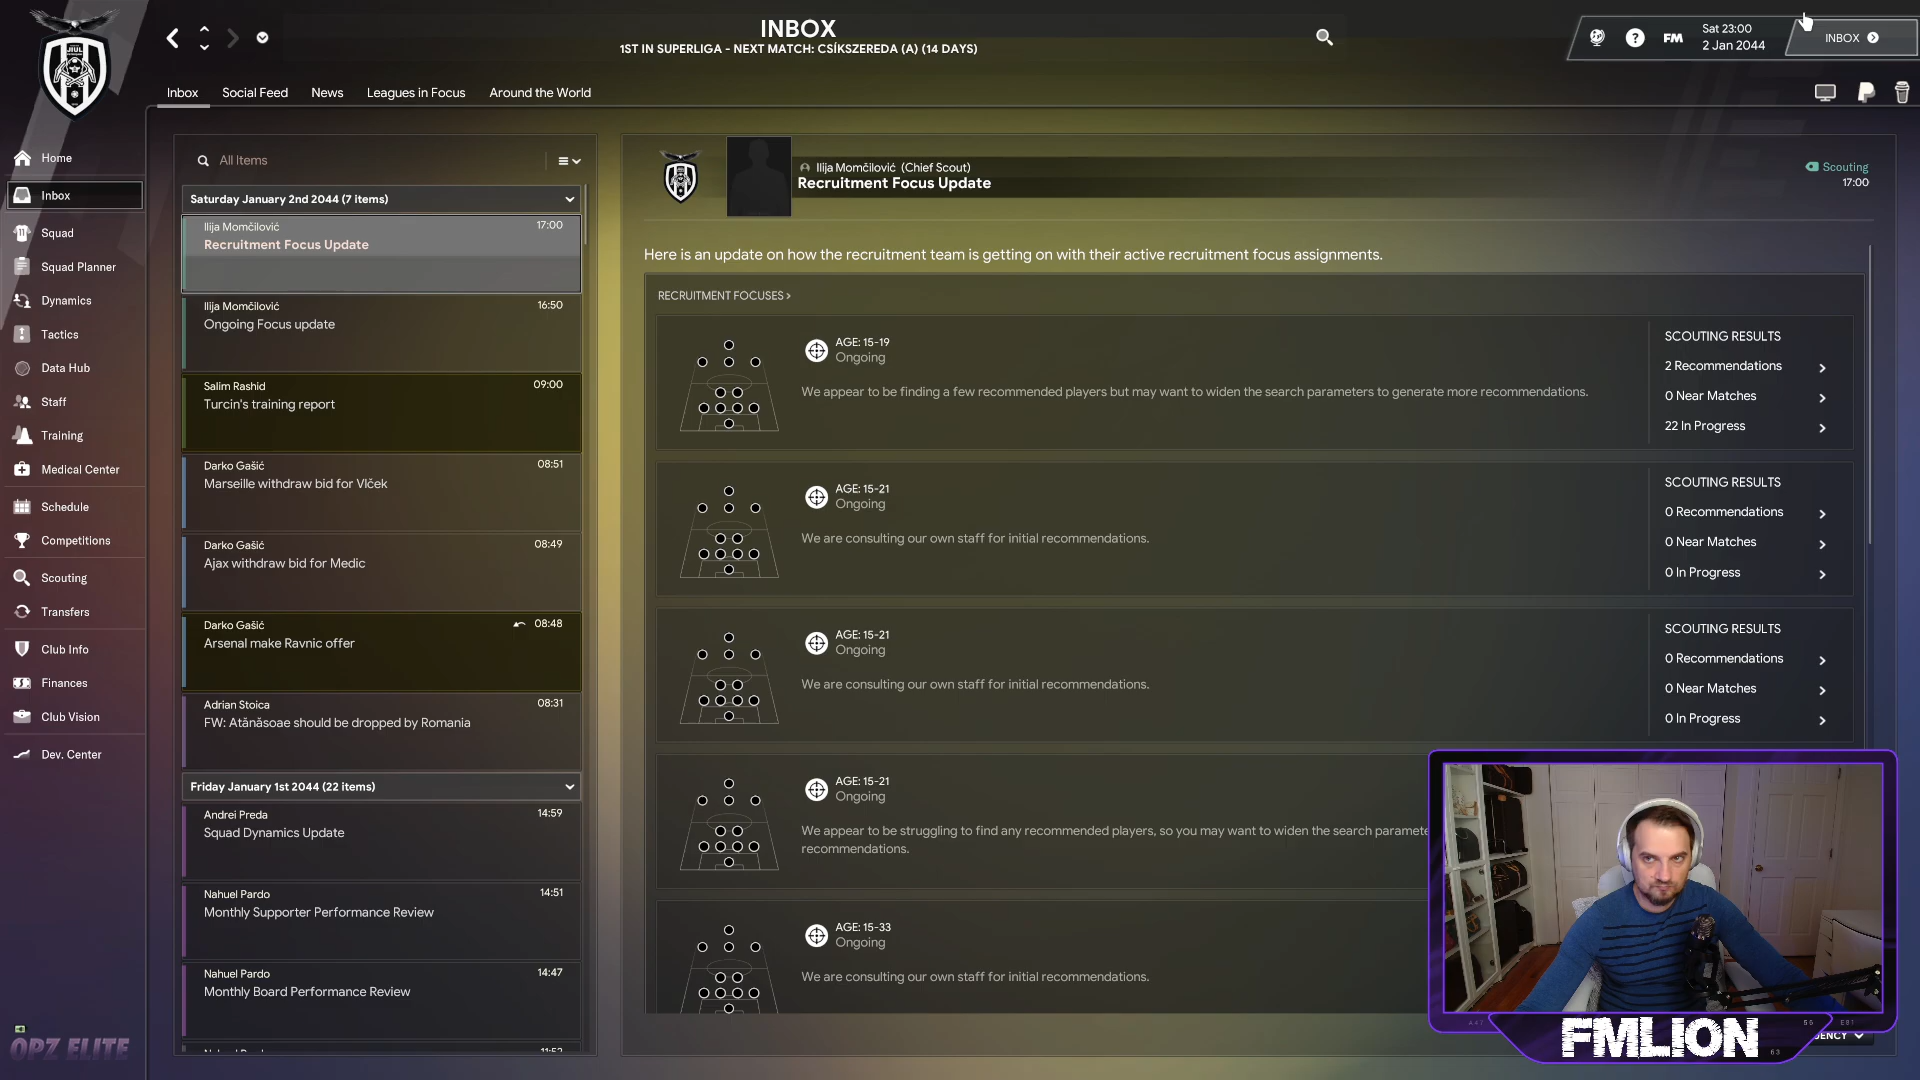 INBOX
1ST IN SUPERLIGA - NEXT MATCH: CSÍKSZEREDA (A) (14 DAYS)
FM
Sat 23:00
2 Jan 2044
INBOX
Inbox
Social Feed
News
Leagues in Focus
Around the World
JIUL
Home
Inbox
Squad
Squad Planner
Dynamics
Tactics
Data Hub
Staff
Training
Medical Center
Schedule
Competitions
Scouting
Transfers
Club Info
Finances
Club Vision
Dev. Center
OPZ ELITE
All Items
Saturday January 2nd 2044 (7 items)
Ilija Momčilović 17:00
Recruitment Focus Update
Ilija Momčilović 16:50
Ongoing Focus update
Salim Rashid 09:00
Turcin's training report
Darko Gašić 08:51
Marseille withdraw bid for Vlček
Darko Gašić 08:49
Ajax withdraw bid for Medic
Darko Gašić 08:48
Arsenal make Ravnic offer
Adrian Stoica 08:31
FW: Atănăsoae should be dropped by Romania
Friday January 1st 2044 (22 items)
Andrei Preda 14:59
Squad Dynamics Update
Nahuel Pardo 14:51
Monthly Supporter Performance Review
Nahuel Pardo 14:47
Monthly Board Performance Review
Ilija Momčilović (Chief Scout)
Recruitment Focus Update
Scouting
17:00
Here is an update on how the recruitment team is getting on with their active recruitment focus assignments.
RECRUITMENT FOCUSES >
AGE: 15-19
Ongoing
We appear to be finding a few recommended players but may want to widen the search parameters to generate more recommendations.
SCOUTING RESULTS
2 Recommendations
0 Near Matches
22 In Progress
AGE: 15-21
Ongoing
We are consulting our own staff for initial recommendations.
SCOUTING RESULTS
0 Recommendations
0 Near Matches
0 In Progress
AGE: 15-21
Ongoing
We are consulting our own staff for initial recommendations.
SCOUTING RESULTS
0 Recommendations
0 Near Matches
0 In Progress
AGE: 15-21
Ongoing
We appear to be struggling to find any recommended players, so you may want to widen the search
recommendations.
AGE: 15-33
Ongoing
We are consulting our own staff for initial recommendations.
FMLION